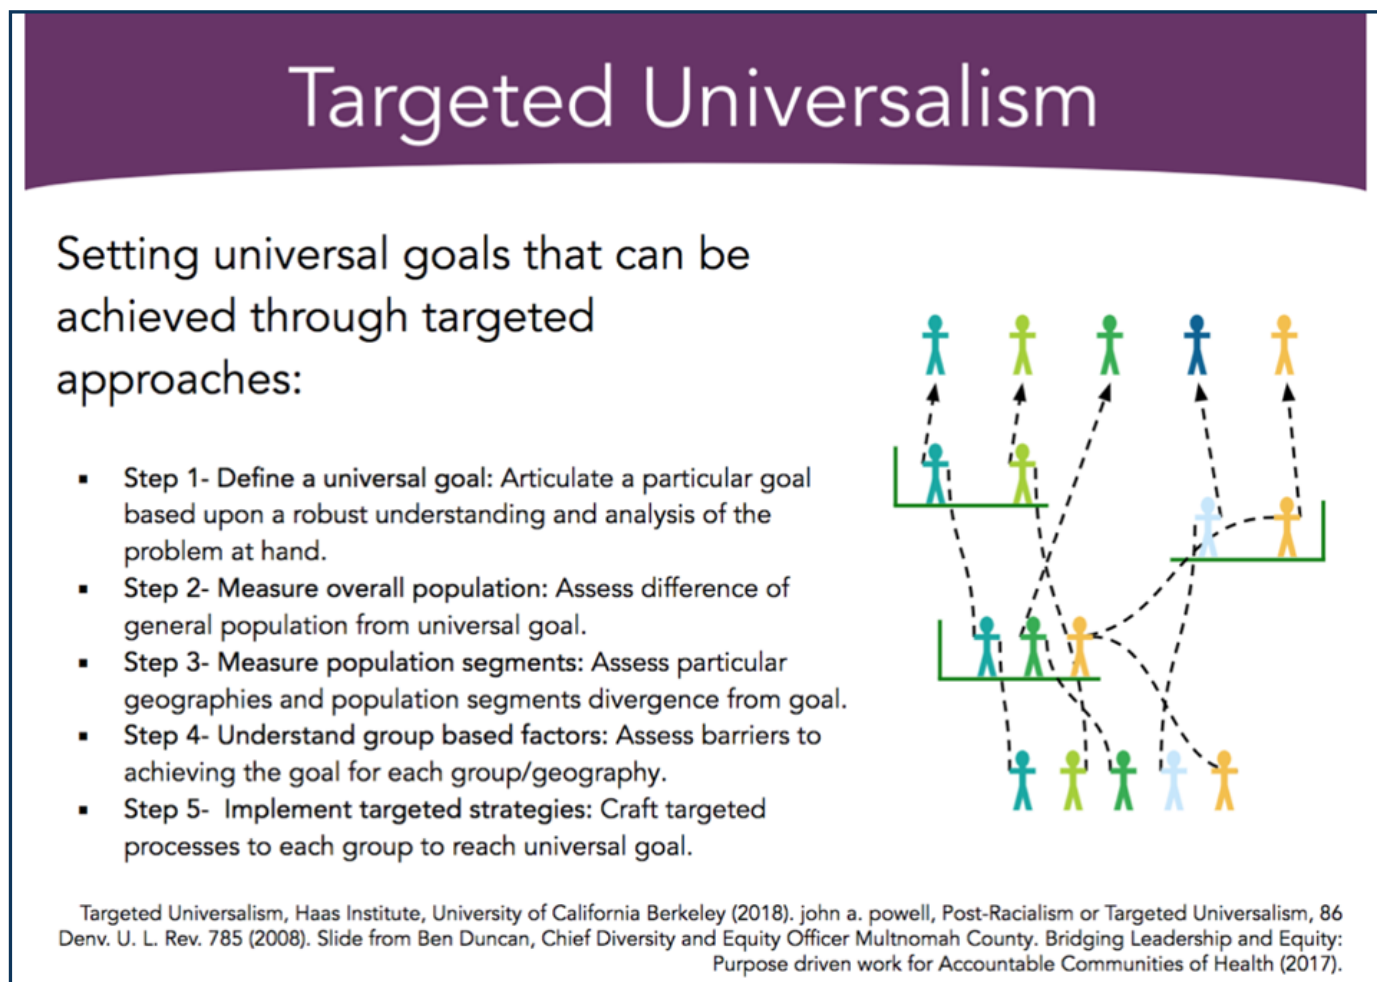 Targeted Universalism
Setting universal goals that can be
achieved through targeted
approaches:
▪ Step 1- Define a universal goal: Articulate a particular goal
based upon a robust understanding and analysis of the
problem at hand.
▪ Step 2- Measure overall population: Assess difference of
general population from universal goal.
▪ Step 3- Measure population segments: Assess particular
geographies and population segments divergence from goal.
▪ Step 4- Understand group based factors: Assess barriers to
achieving the goal for each group/geography.
▪ Step 5- Implement targeted strategies: Craft targeted
processes to each group to reach universal goal.
Targeted Universalism, Haas Institute, University of California Berkeley (2018). john a. powell, Post-Racialism or Targeted Universalism, 86
Denv. U. L. Rev. 785 (2008). Slide from Ben Duncan, Chief Diversity and Equity Officer Multnomah County. Bridging Leadership and Equity:
Purpose driven work for Accountable Communities of Health (2017).